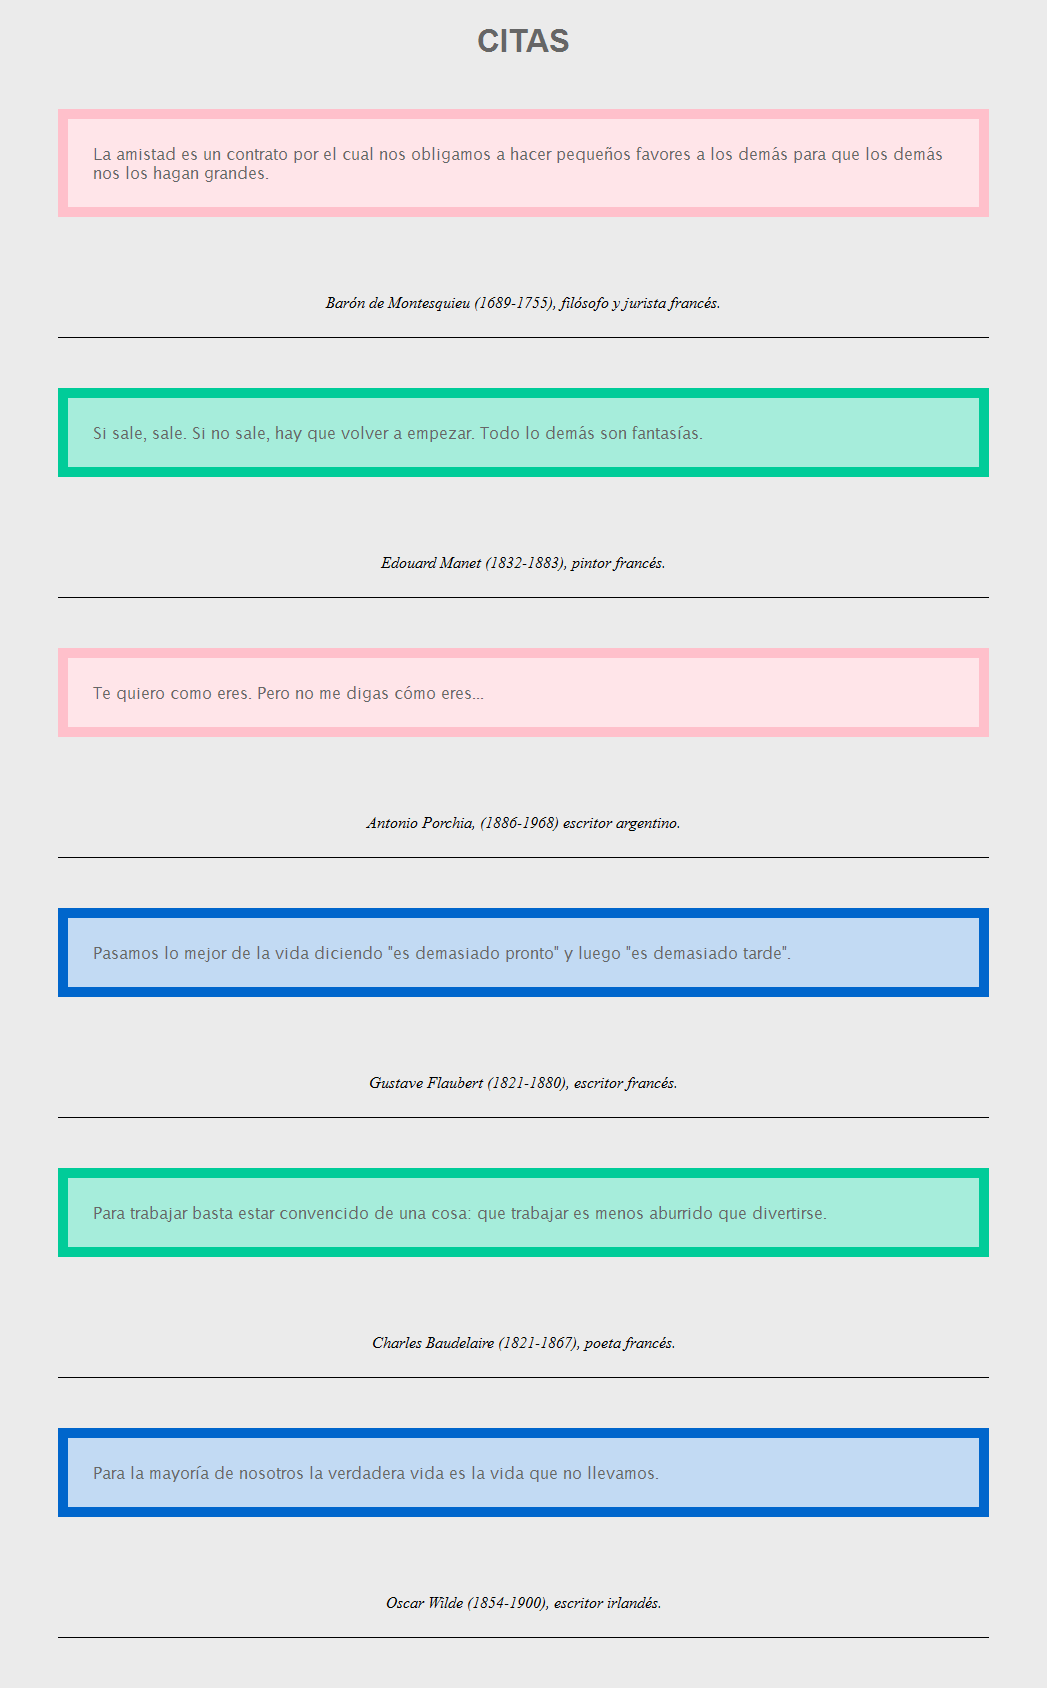 CITAS
La amistad es un contrato por el cual nos obligamos a hacer pequeños favores a los demás para que los demás
nos los hagan grandes.
Barón de Montesquieu (1689-1755), filósofo y jurista francés.
Si sale, sale. Si no sale, hay que volver a empezar. Todo lo demás son fantasías.
Edouard Manet (1832-1883), pintor francés.
Te quiero como eres. Pero no me digas cómo eres...
Antonio Porchia, (1886-1968) escritor argentino.
Pasamos lo mejor de la vida diciendo "es demasiado pronto" y luego "es demasiado tarde".
Gustave Flaubert (1821-1880), escritor francés.
Para trabajar basta estar convencido de una cosa: que trabajar es menos aburrido que divertirse.
Charles Baudelaire (1821-1867), poeta francés.
Para la mayoría de nosotros la verdadera vida es la vida que no llevamos.
Oscar Wilde (1854-1900), escritor irlandés.